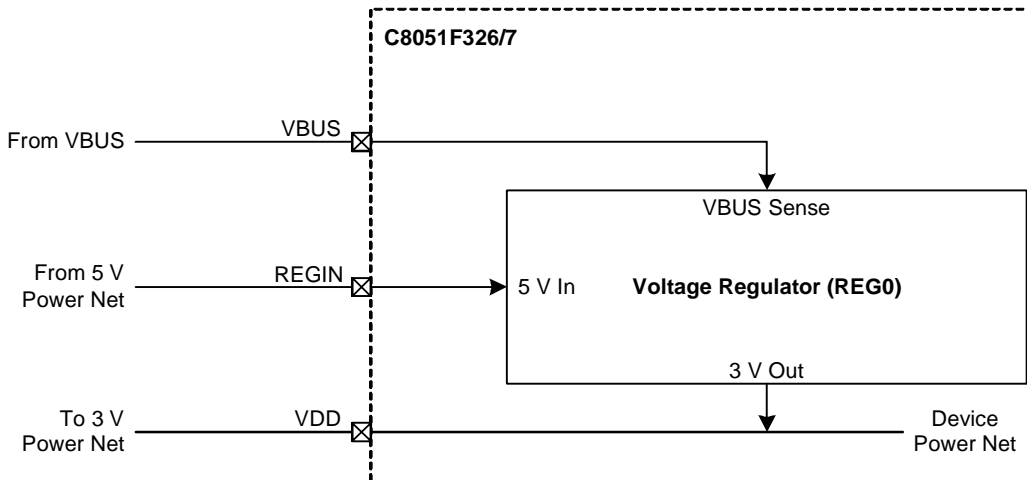 C8051F326/7
From VBUS
VBUS
VBUS Sense
From 5 V
Power Net
REGIN
5 V In
Voltage Regulator (REG0)
3 V Out
To 3 V
Power Net
VDD
Device
Power Net